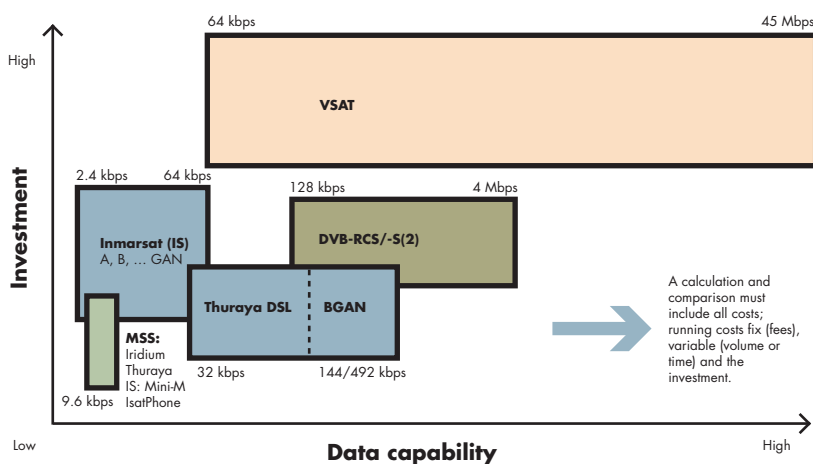 64 kbps
45 Mbps
High
VSAT
Investment
2.4 kbps
64 kbps
128 kbps
4 Mbps
Inmarsat (IS)
A, B, ... GAN
DVB-RCS/-S(2)
Thuraya DSL
BGAN
A calculation and
comparison must
include all costs;
running costs fix (fees),
variable (volume or
time) and the
investment.
MSS:
Iridium
Thuraya
IS: Mini-M
IsatPhone
32 kbps
144/492 kbps
9.6 kbps
Low
Data capability
High